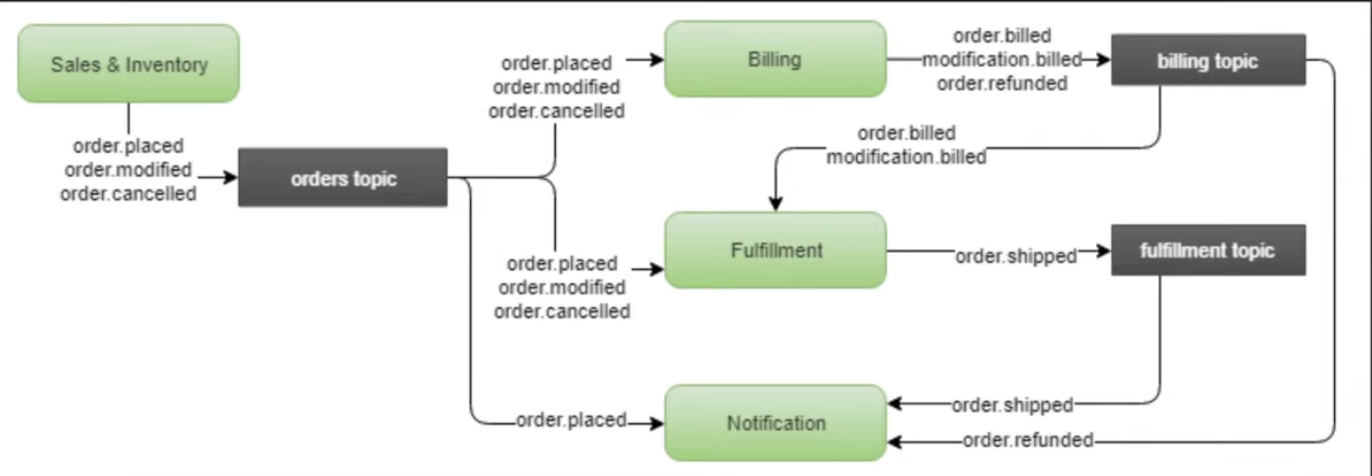 Sales & Inventory
order.placed
order.modified
order.cancelled
orders topic
order.placed
order.modified
order.cancelled
Billing
order.billed
modification.billed
order.refunded
billing topic
order.billed
modification.billed
order.placed
order.modified
order.cancelled
Fulfillment
order.shipped
fulfillment topic
order.placed
Notification
order.shipped
order.refunded